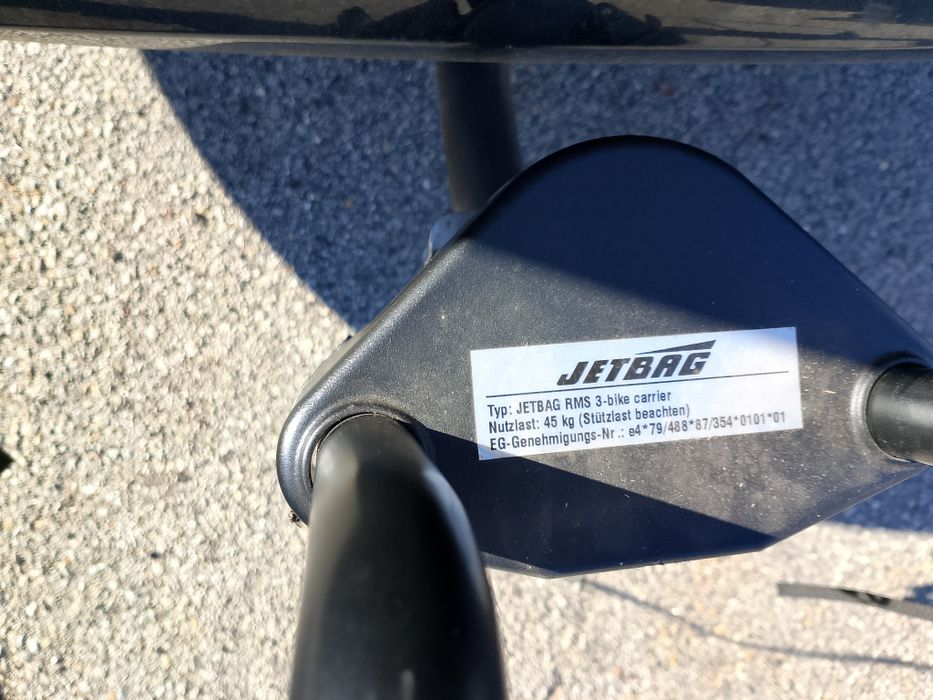 JETBAG
Typ: JETBAG RMS 3-bike carrier
Nutzlast: 45 kg (Stützlast beachten)
EG-Genehmigungs-Nr.: e4*79/488*87/354*0101*01